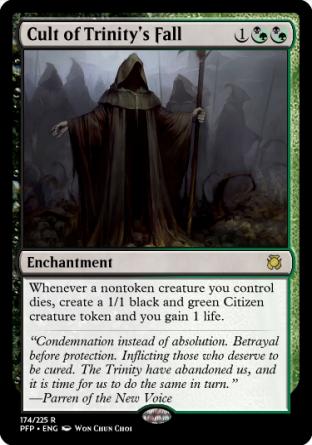 Cult of Trinity's Fall 1
Enchantment
Whenever a nontoken creature you control
dies, create a 1/1 black and green Citizen
creature token and you gain 1 life.
“Condemnation instead of absolution. Betrayal
before protection. Inflicting those who deserve
to be cured. The Trinity have abandoned us, and
it is time for us to do the same in turn.”
—Parren of the New Voice
174/225 R
PFP • ENG Won Chun Choi